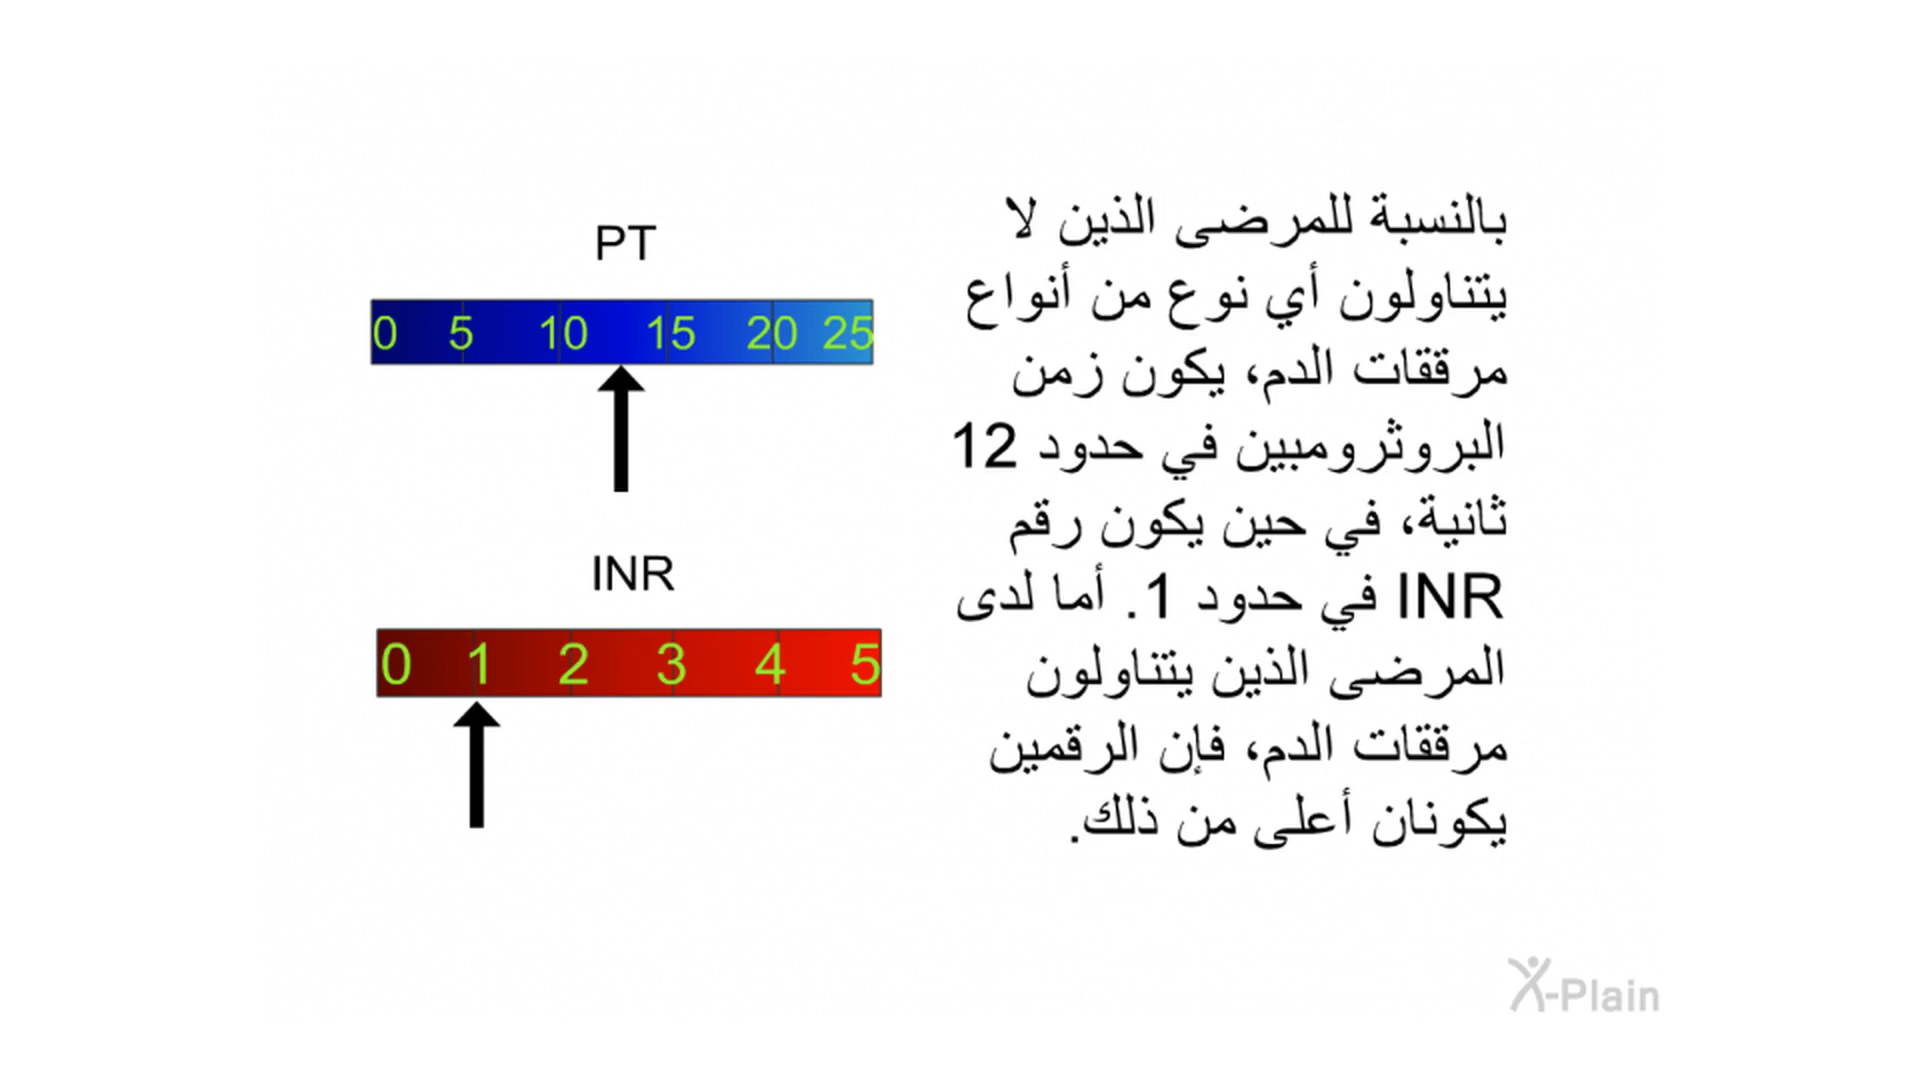 PT
0 5 10 15 20 25
INR
0 1 2 3 4 5
بالنسبة للمرضى الذين لا
يتناولون أي نوع من أنواع
مرققات الدم، يكون زمن
البروثرومبين في حدود 12
ثانية، في حين يكون رقم
INR في حدود 1. أما لدى
المرضى الذين يتناولون
مرققات الدم، فإن الرقمين
يكونان أعلى من ذلك.
X-Plain